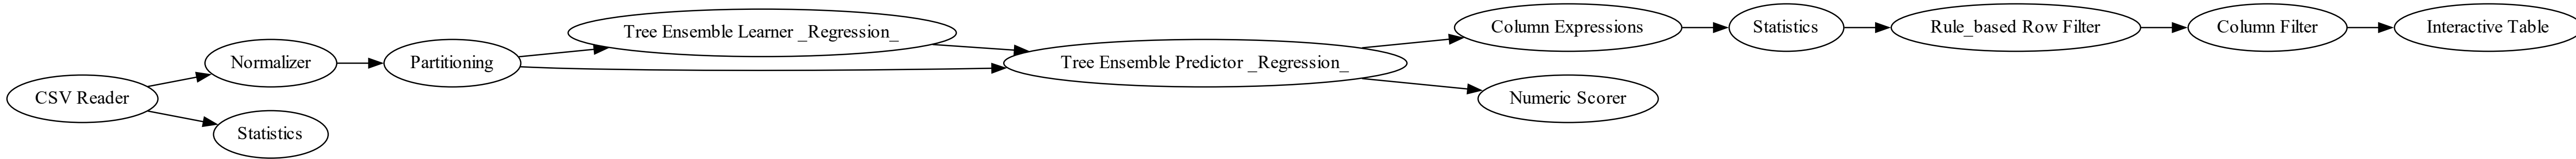 CSV Reader
Normalizer
Statistics
Partitioning
Tree Ensemble Learner _Regression_
Tree Ensemble Predictor _Regression_
Column Expressions
Numeric Scorer
Statistics
Rule_based Row Filter
Column Filter
Interactive Table